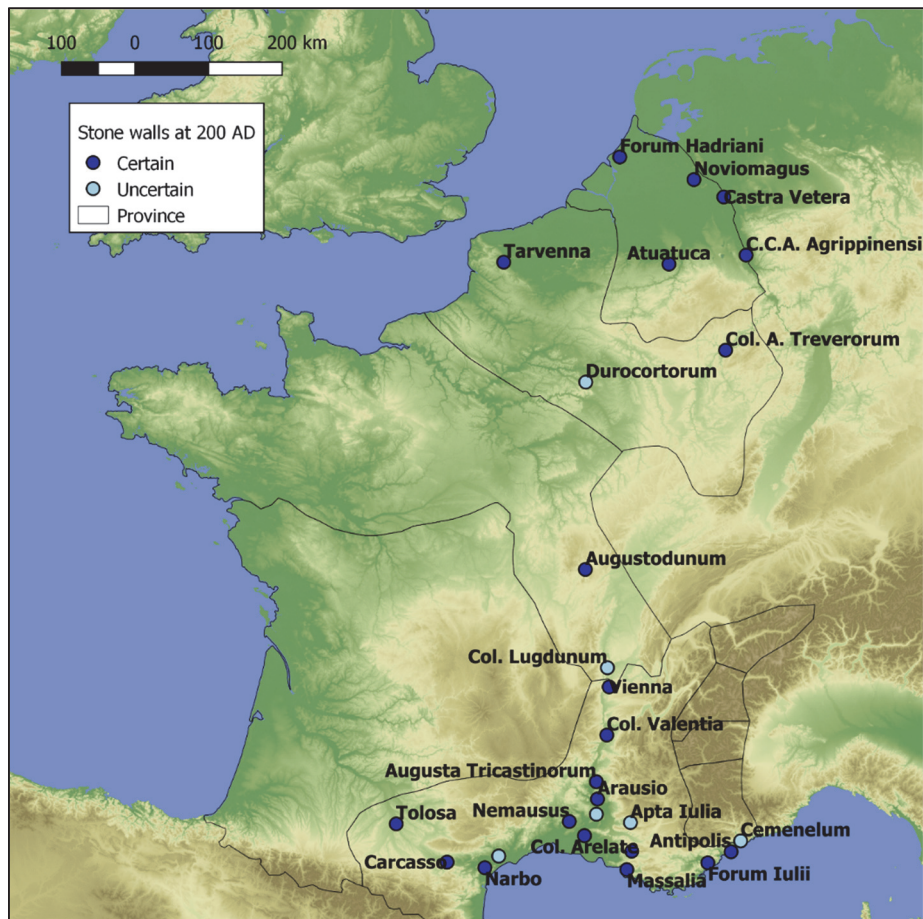 100 0 100 200 km
Stone walls at 200 AD
Certain
Uncertain
Province
Forum Hadriani
Noviomagus
Castra Vetera
Tarvenna
Atuatuca
C.C.A. Agrippinensi
Col. A. Treverorum
Durocortorum
Augustodunum
Col. Lugdunum
Vienna
Col. Valentia
Augusta Tricastinorum
Arausio
Tolosa
Nemausus
Apta Iulia
Col. Arelate
Antipolis
Cemenelum
Carcasso
Narbo
Massalia
Forum Iulii